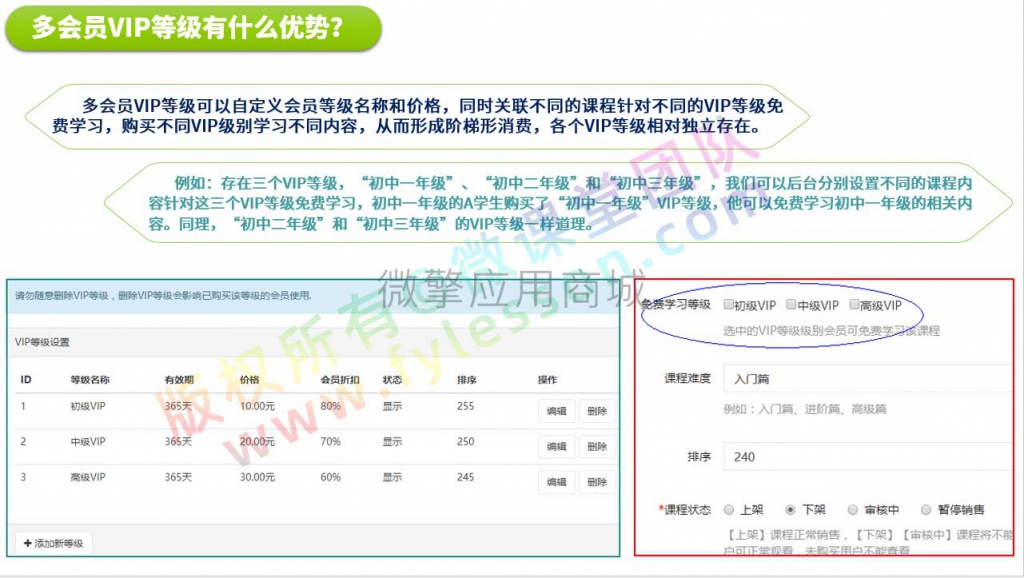 多会员VIP等级有什么优势？
多会员VIP等级可以自定义会员等级名称和价格，同时关联不同的课程针对不同的VIP等级免
费学习，购买不同VIP级别学习不同内容，从而形成阶梯形消费，各个VIP等级相对独立存在。
例如：存在三个VIP等级，“初中一年级”、“初中二年级”和“初中三年级”，我们可以后台分别设置不同的课程内
容针对这三个VIP等级免费学习，初中一年级的A学生购买了“初中一年级”VIP等级，他可以免费学习初中一年级的相关内
容。同理，“初中二年级”和“初中三年级”的VIP等级一样道理。
版权所有©微课堂团队
www.fylesson.com
微擎应用商城
请勿随意删除VIP等级，删除VIP等级会影响已购买该等级的会员使用.
VIP等级设置
ID 等级名称 有效期 价格 会员折扣 状态 排序 操作
1 初级VIP 365天 10.00元 80% 显示 255 编辑 删除
2 中级VIP 365天 20.00元 70% 显示 250 编辑 删除
3 高级VIP 365天 30.00元 60% 显示 245 编辑 删除
+ 添加新等级
免费学习等级 初级VIP 中级VIP 高级VIP
选中的VIP等级级别会员可免费学习该课程
课程难度 入门篇
例如：入门篇、进阶篇、高级篇
排序 240
*课程状态 上架 下架 审核中 暂停销售
【上架】课程正常销售，【下架】【审核中】课程将不能
户可正常观看，未购买用户不能查看